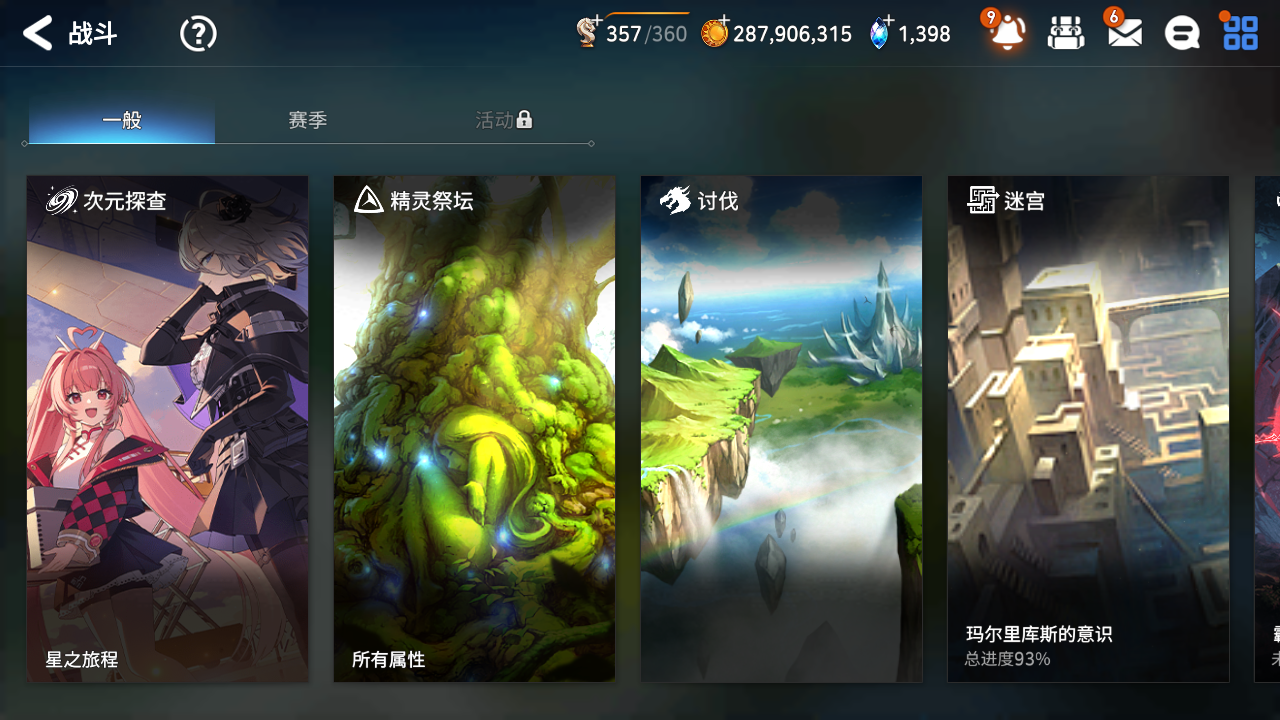 战斗
357/360
287,906,315
1,398
9
6
一般
赛季
活动
次元探查
精灵祭坛
讨伐
迷宫
星之旅程
所有属性
玛尔里库斯的意识
总进度93%